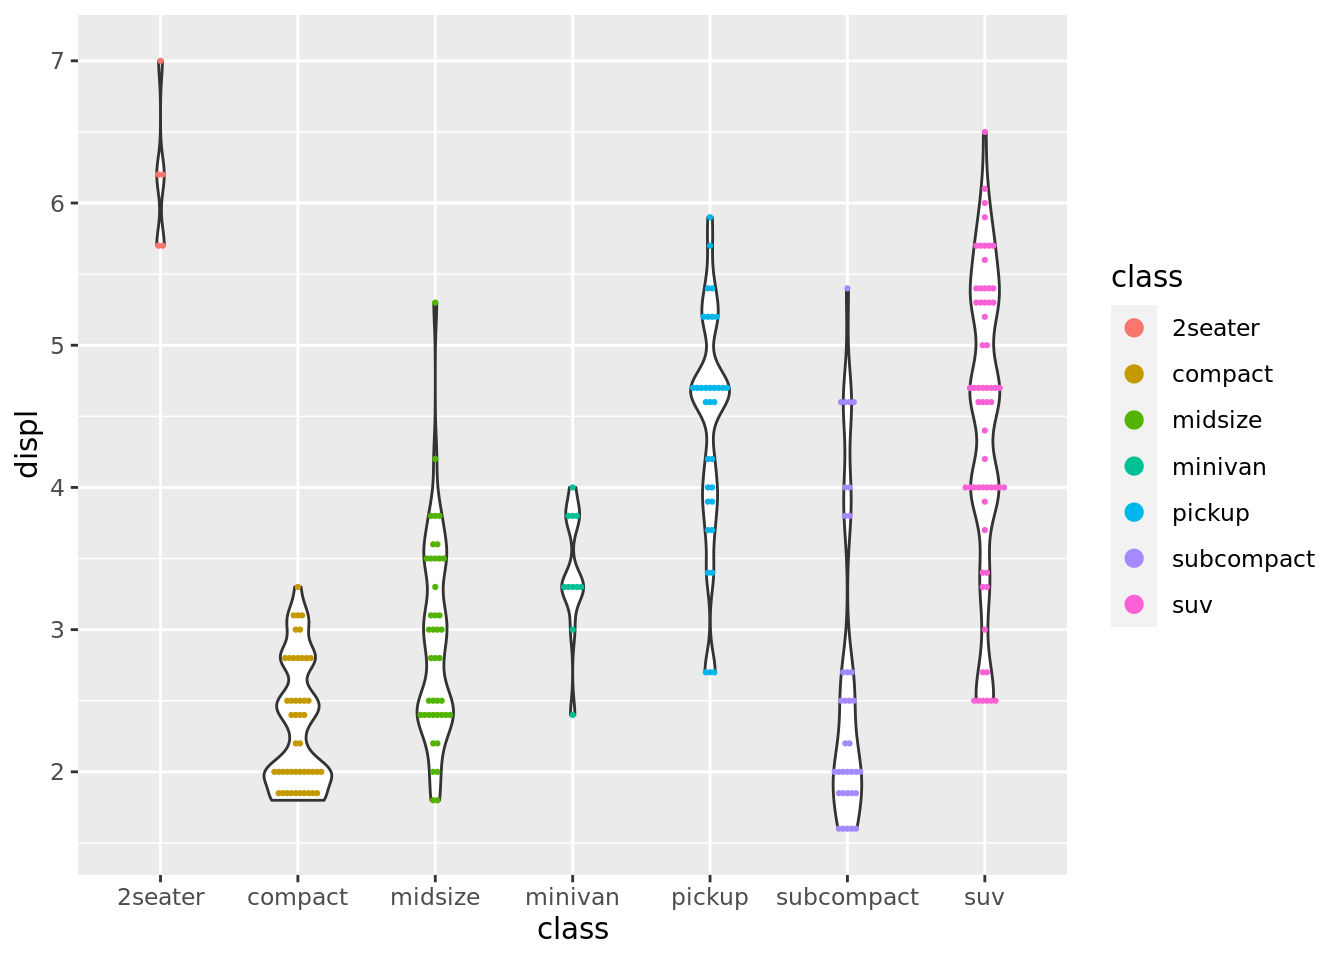 7
6
5
4
3
2
displ
2seater compact midsize minivan pickup subcompact suv
class
class
2seater
compact
midsize
minivan
pickup
subcompact
suv